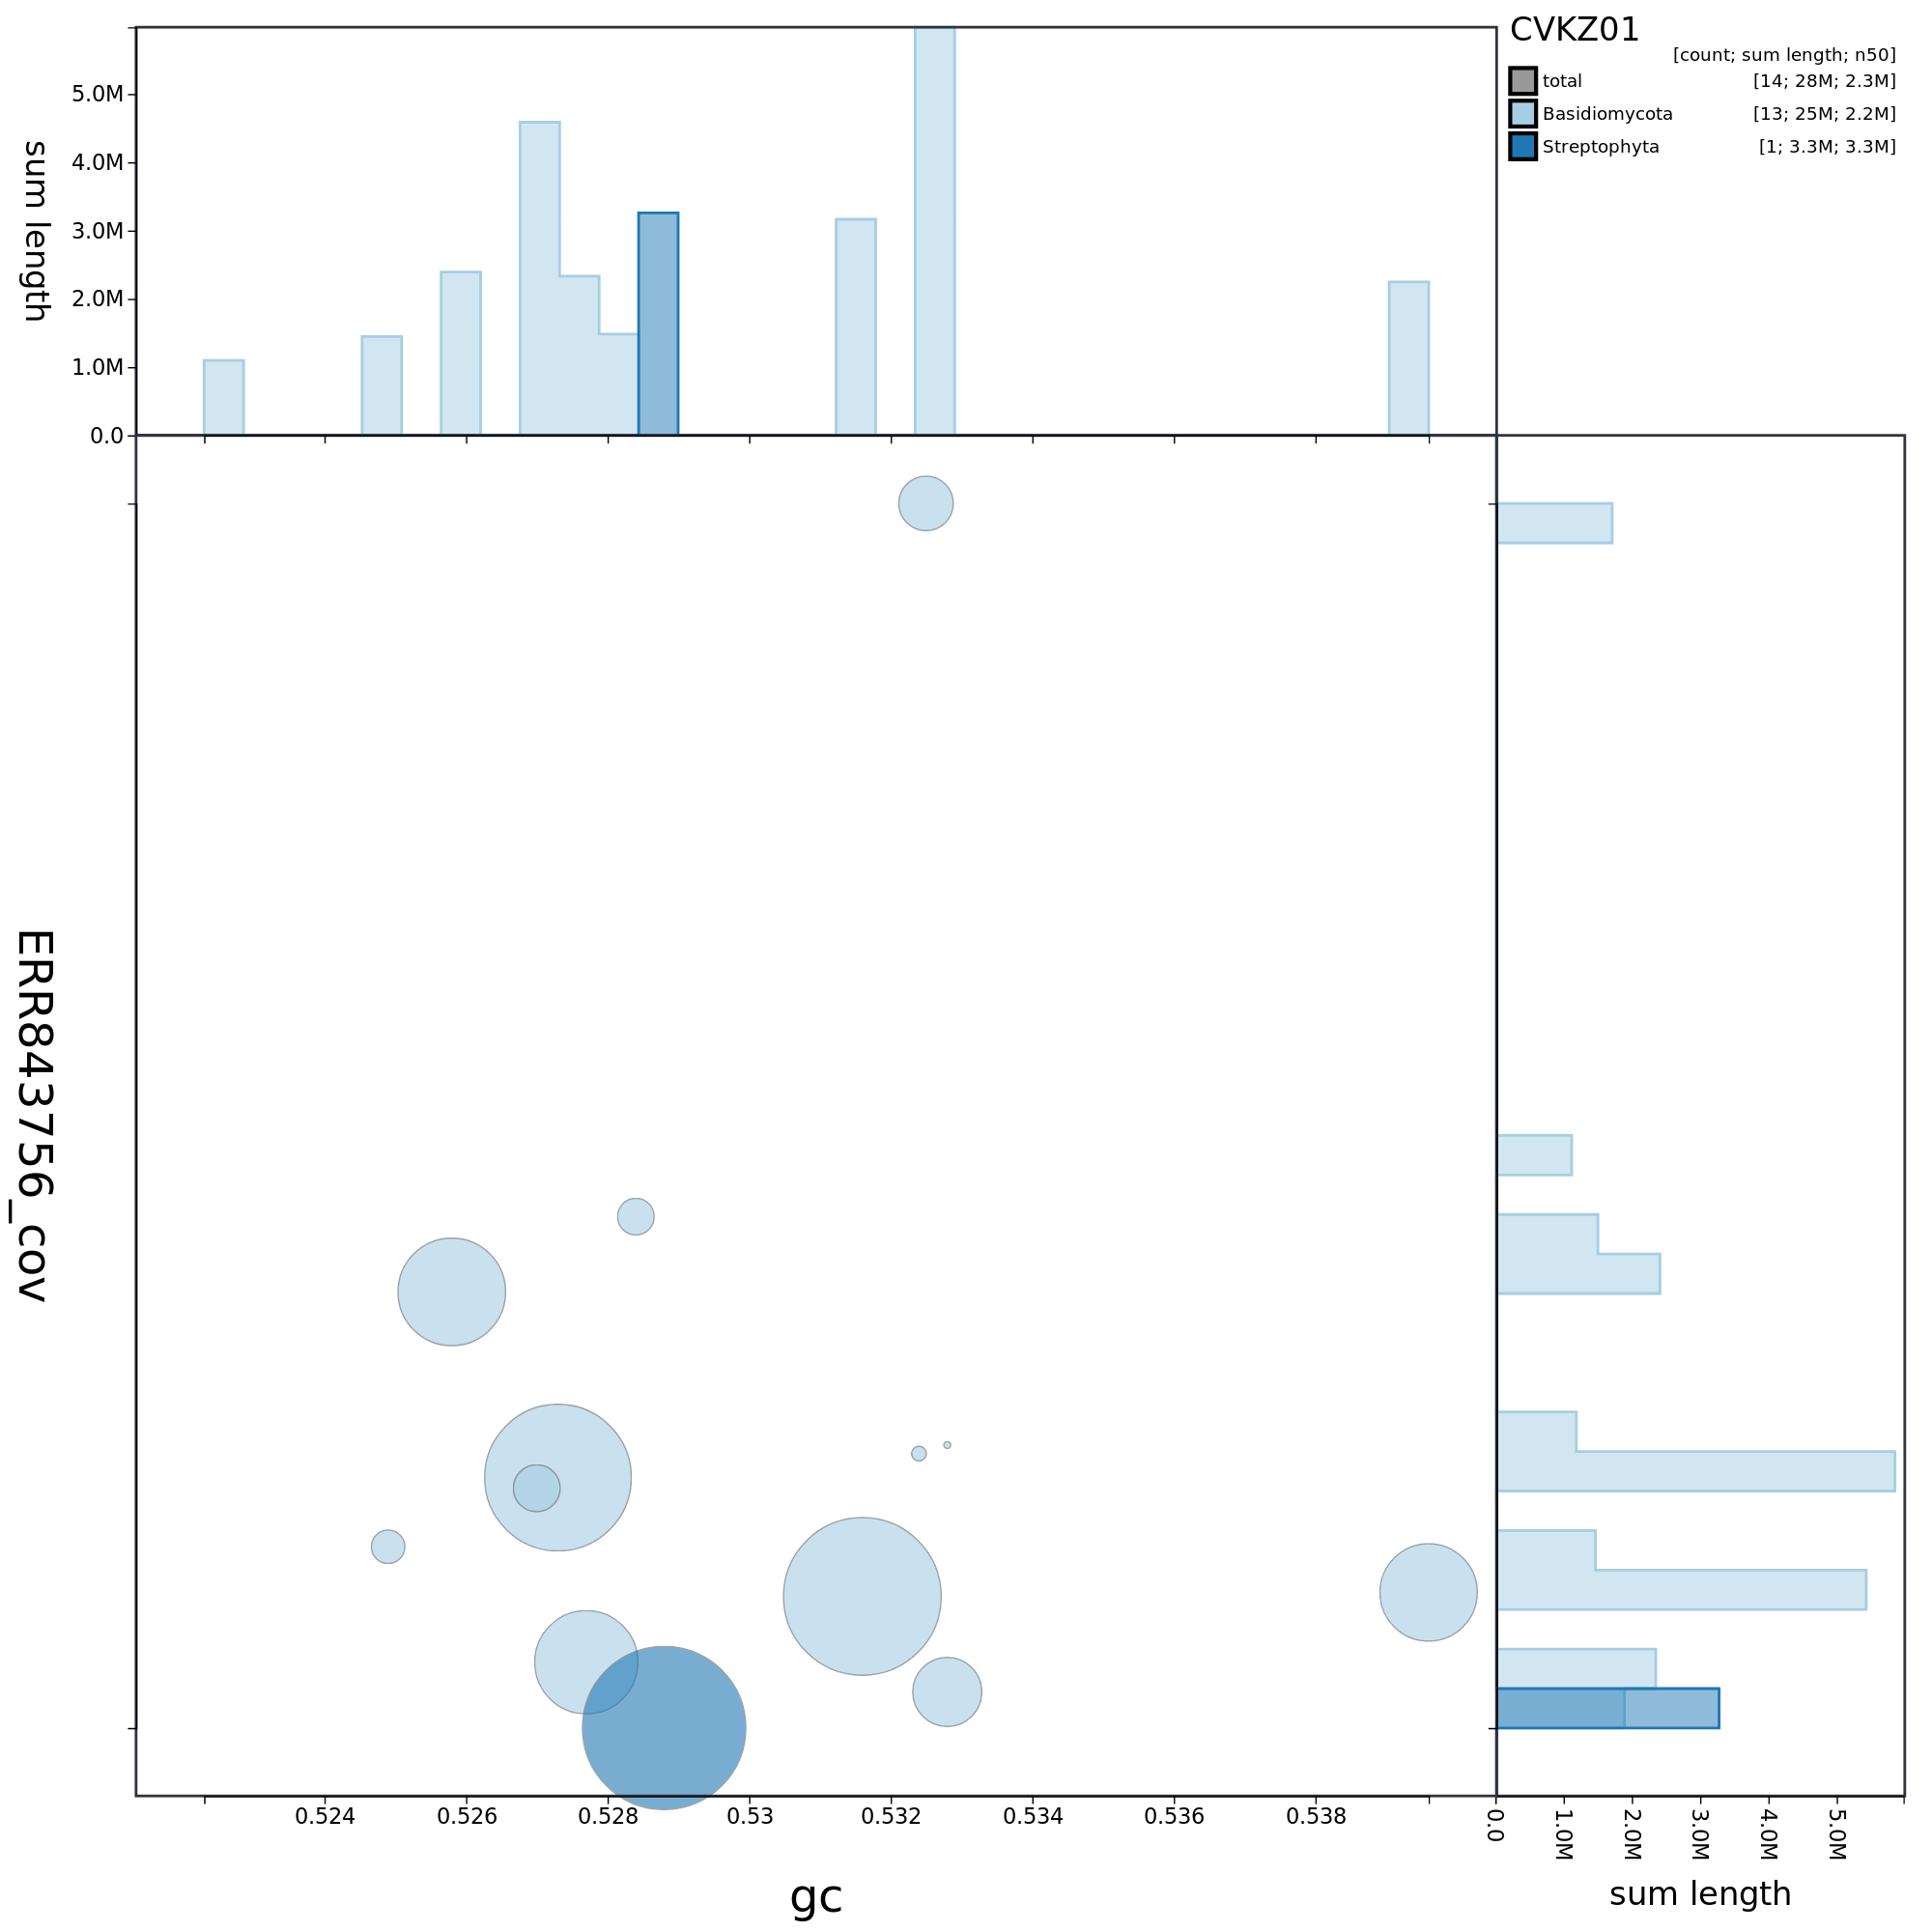 CVKZ01
[count; sum length; n50]
total [14; 28M; 2.3M]
Basidiomycota [13; 25M; 2.2M]
Streptophyta [1; 3.3M; 3.3M]
sum length
5.0M
4.0M
3.0M
2.0M
1.0M
0.0
ERR843756_cov
0.524 0.526 0.528 0.53 0.532 0.534 0.536 0.538
gc
0.0 1.0M 2.0M 3.0M 4.0M 5.0M
sum length